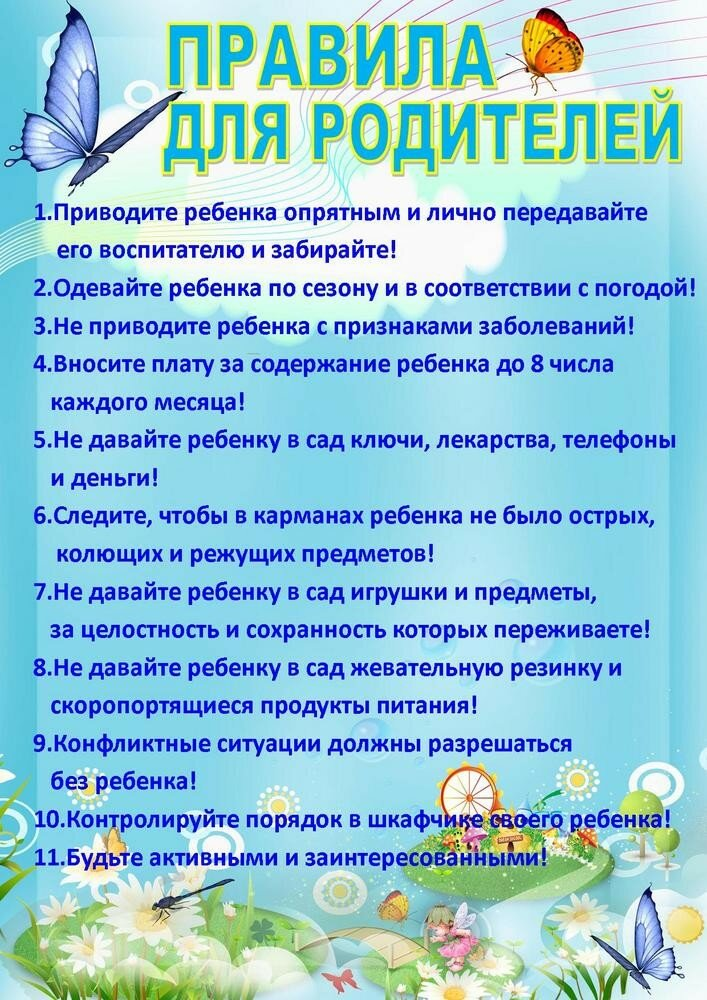 ПРАВИЛА
ДЛЯ РОДИТЕЛЕЙ
1.Приводите ребенка опрятным и лично передавайте
его воспитателю и забирайте!
2.Одевайте ребенка по сезону и в соответствии с погодой!
3.Не приводите ребенка с признаками заболеваний!
4.Вносите плату за содержание ребенка до 8 числа
каждого месяца!
5.Не давайте ребенку в сад ключи, лекарства, телефоны
и деньги!
6.Следите, чтобы в карманах ребенка не было острых,
колющих и режущих предметов!
7.Не давайте ребенку в сад игрушки и предметы,
за целостность и сохранность которых переживаете!
8.Не давайте ребенку в сад жевательную резинку и
скоропортящиеся продукты питания!
9.Конфликтные ситуации должны разрешаться
без ребенка!
10.Контролируйте порядок в шкафчике своего ребенка!
11.Будьте активными и заинтересованными!